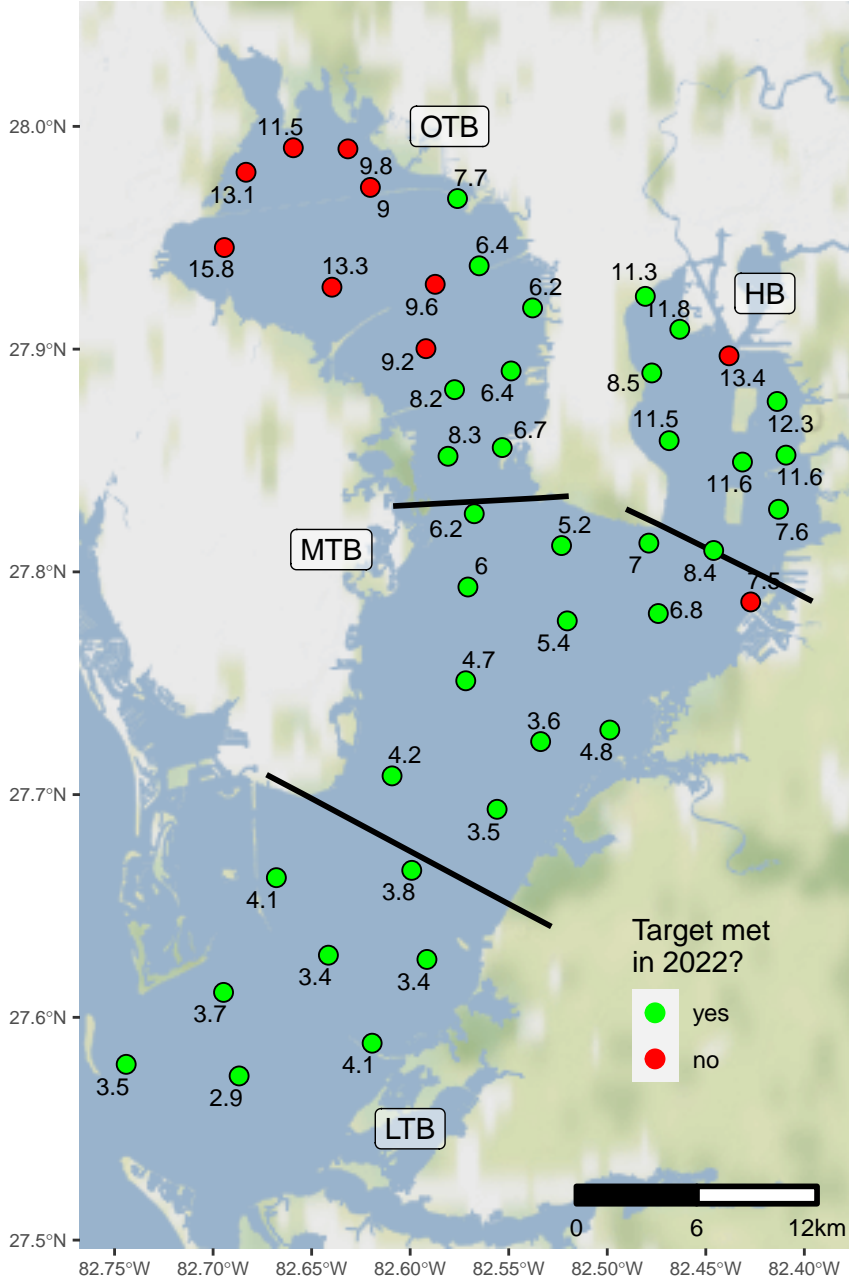 28.0°N
27.9°N
27.8°N
27.7°N
27.6°N
27.5°N
OTB
11.5
9.8
13.1
9
7.7
15.8
13.3
6.4
9.6
6.2
9.2
8.2
6.4
8.3
6.7
HB
11.3
11.8
13.4
8.5
12.3
11.5
11.6
11.6
7.6
MTB
6.2
5.2
7
8.4
7.5
6
5.4
6.8
4.7
3.6
4.8
4.2
3.5
4.1
3.8
3.4
3.4
3.7
4.1
3.5
2.9
LTB
Target met
in 2022?
yes
no
0 6 12km
82.75°W 82.70°W 82.65°W 82.60°W 82.55°W 82.50°W 82.45°W 82.40°W